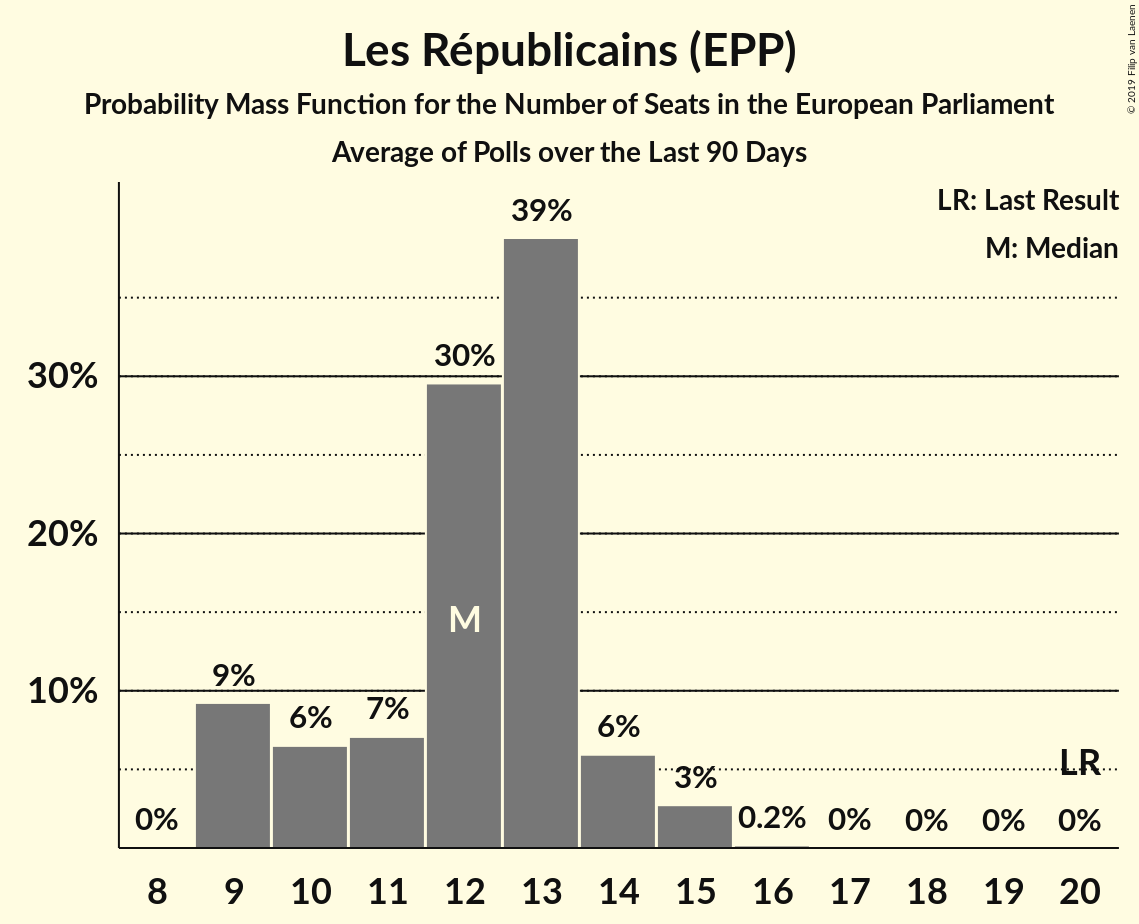 Les Républicains (EPP)
Probability Mass Function for the Number of Seats in the European Parliament
Average of Polls over the Last 90 Days
© 2019 Filip van Laenen
LR: Last Result
M: Median
39%
30%
30%
20%
M
9%
10%
7%
6%
6%
LR
3%
0%
0.2%
0%
0%
0%
0%
8 9 10 11 12 13 14 15 16 17 18 19 20